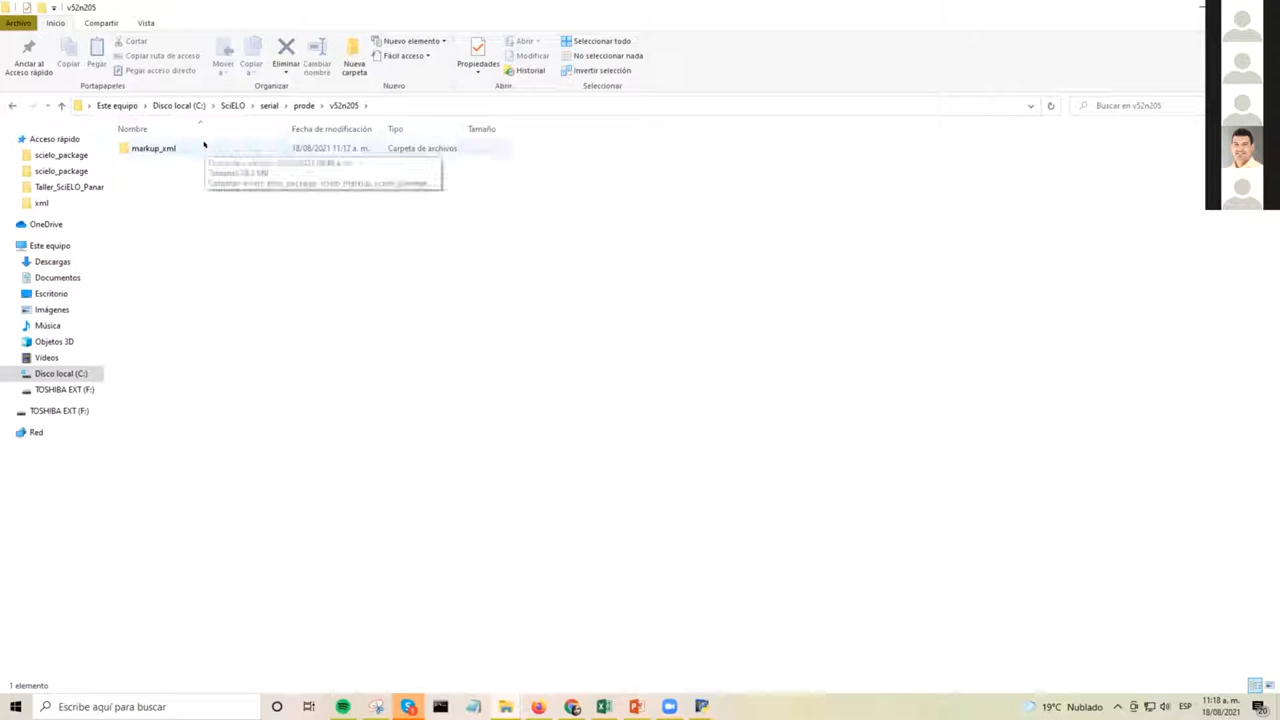 v52n205
Archivo Inicio Compartir Vista
Anclar al Acceso rápido
Copiar
Pegar
Cortar
Copiar ruta de acceso
Pegar acceso directo
Portapapeles
Mover a
Copiar a
Eliminar
Cambiar nombre
Organizar
Nueva carpeta
Nuevo elemento
Fácil acceso
Nuevo
Propiedades
Abrir
Modificar
Historial
Abrir
Seleccionar todo
No seleccionar nada
Invertir selección
Seleccionar
Este equipo > Disco local (C:) > SciELO > serial > prode > v52n205 >
Buscar en v52n205
Nombre Fecha de modificación Tipo Tamaño
markup_xml 18/08/2021 11:17 a. m. Carpeta de archivos
Acceso rápido
scielo_package
scielo_package
Taller_SciELO_Panar
xml
OneDrive
Este equipo
Descargas
Documentos
Escritorio
Imágenes
Música
Objetos 3D
Vídeos
Disco local (C:)
TOSHIBA EXT (F:)
TOSHIBA EXT (F:)
Red
1 elemento
Escribe aquí para buscar
19°C Nublado
ESP
11:18 a. m.
18/08/2021
20